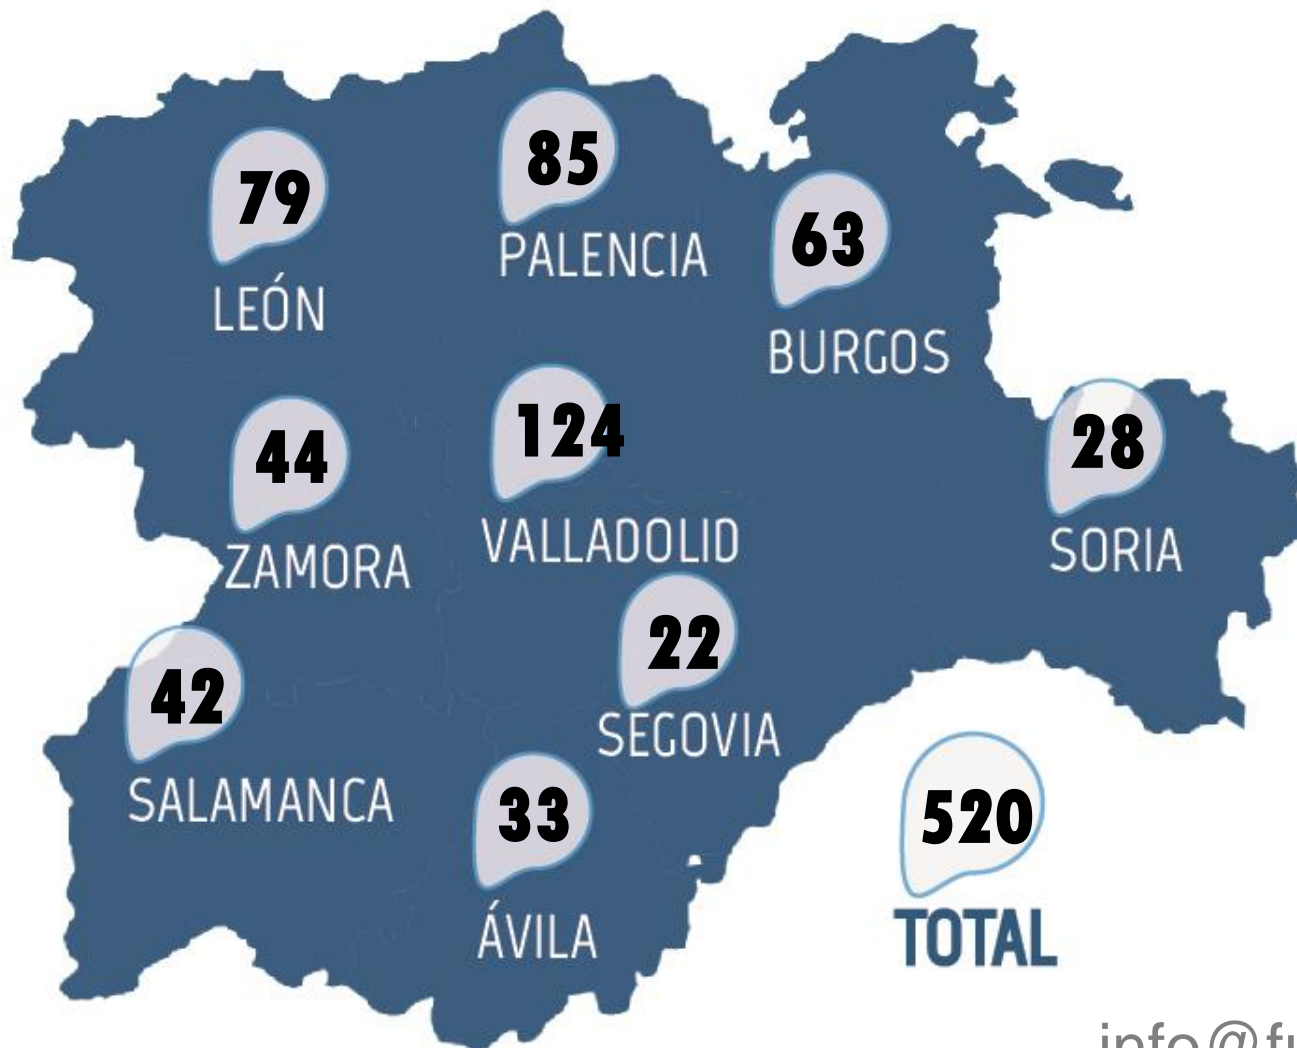 85
PALENCIA
79
LEÓN
63
BURGOS
124
VALLADOLID
44
ZAMORA
28
SORIA
22
SEGOVIA
42
SALAMANCA
33
ÁVILA
520
TOTAL